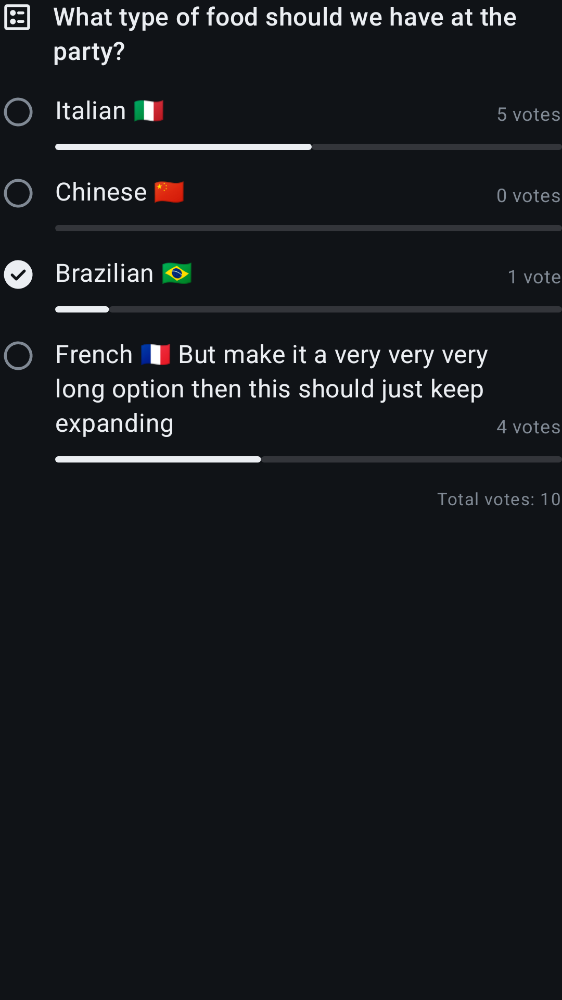 What type of food should we have at the
party?
Italian 🇮🇹
5 votes
Chinese 🇨🇳
0 votes
Brazilian 🇧🇷
1 vote
French 🇫🇷 But make it a very very very
long option then this should just keep
expanding
4 votes
Total votes: 10